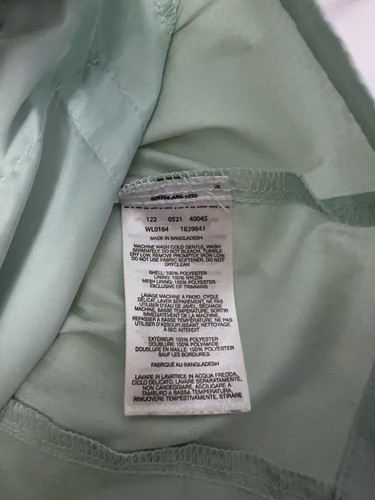 122 0521 40045
WL0164 1839841
MADE IN BANGLADESH
MACHINE WASH COLD GENTLE, WASH
SEPARATELY, DO NOT BLEACH, TUMBLE
DRY LOW, REMOVE PROMPTLY, IRON LOW,
DO NOT USE FABRIC SOFTENER, DO NOT
DRYCLEAN
SHELL: 100% POLYESTER
LINING: 100% NYLON
MESH LINING: 100% POLYESTER
EXCLUSIVE OF TRIMMING
LAVAGE MACHINE A FROID, CYCLE
DÉLICAT, LAVER SÉPARÉMENT, NE PAS
UTILISER D'EAU DE JAVEL, SÉCHAGE
MACHINE, BASSE TEMPÉRATURE, SORTIR
IMMÉDIATEMENT DE LA MACHINE,
REPASSER A BASSE TEMPÉRATURE, NE PAS
UTILISER D'ASSOUPLISSANT, NETTOYAGE
A SEC INTERDIT
EXTÉRIEUR: 100% POLYESTER
DOUBLURE: 100% POLYAMIDE
DOUBLURE EN MAILLE: 100% POLYESTER
SAUF LES BORDURES
FABRIQUÉ AU BANGLADESH
LAVARE IN LAVATRICE IN ACQUA FREDDA,
CICLO DELICATO, LAVARE SEPARATAMENTE,
NON CANDEGGIARE, ASCIUGARE A
TAMBURO A BASSA TEMPERATURA,
RIMUOVERE TEMPESTIVAMENTE, STIRARE